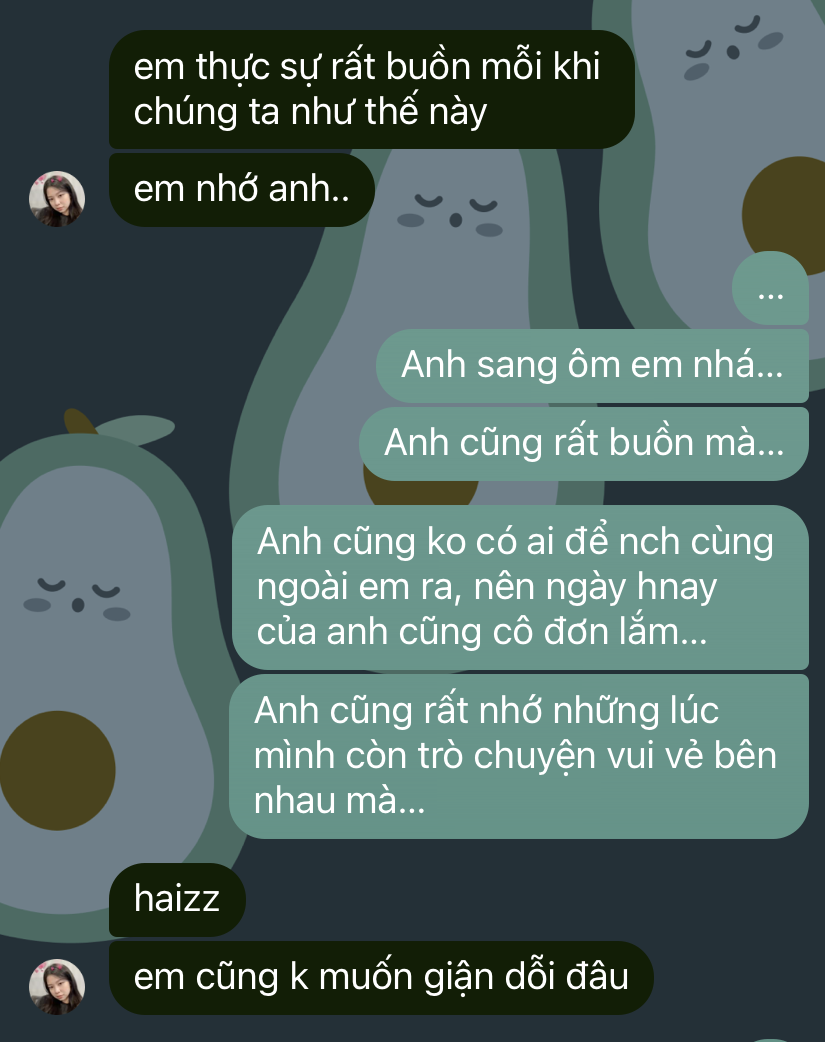 em thực sự rất buồn mỗi khi
chúng ta như thế này
em nhớ anh..
...
Anh sang ôm em nhá...
Anh cũng rất buồn mà...
Anh cũng ko có ai để nch cùng
ngoài em ra, nên ngày hnay
của anh cũng cô đơn lắm...
Anh cũng rất nhớ những lúc
mình còn trò chuyện vui vẻ bên
nhau mà...
haizz
em cũng k muốn giận dỗi đâu